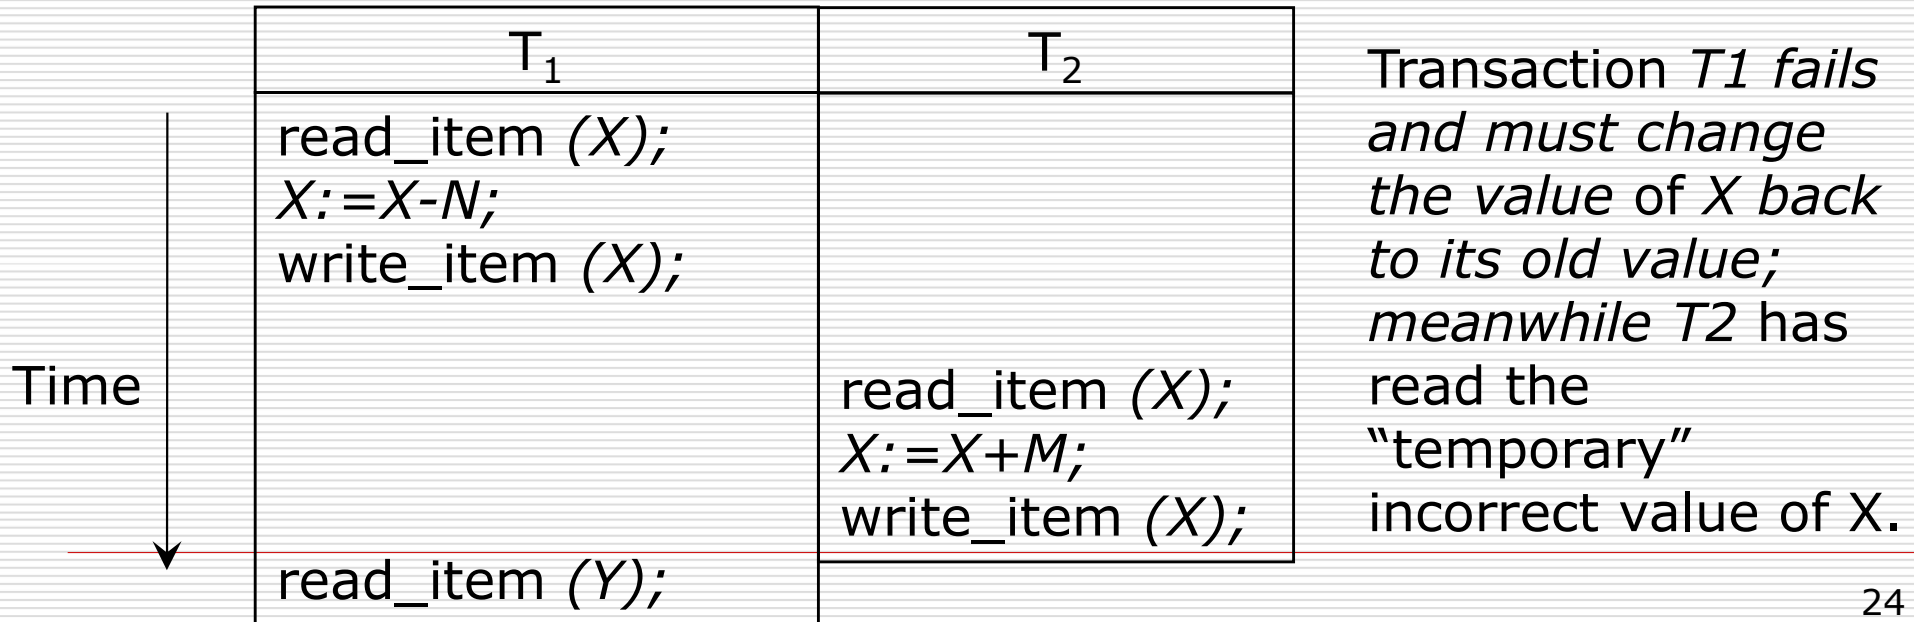 T1
T2
read_item (X);
X:=X-N;
write_item (X);
Time
read_item (X);
X:=X+M;
write_item (X);
read_item (Y);
Transaction T1 fails
and must change
the value of X back
to its old value;
meanwhile T2 has
read the
“temporary”
incorrect value of X.
24